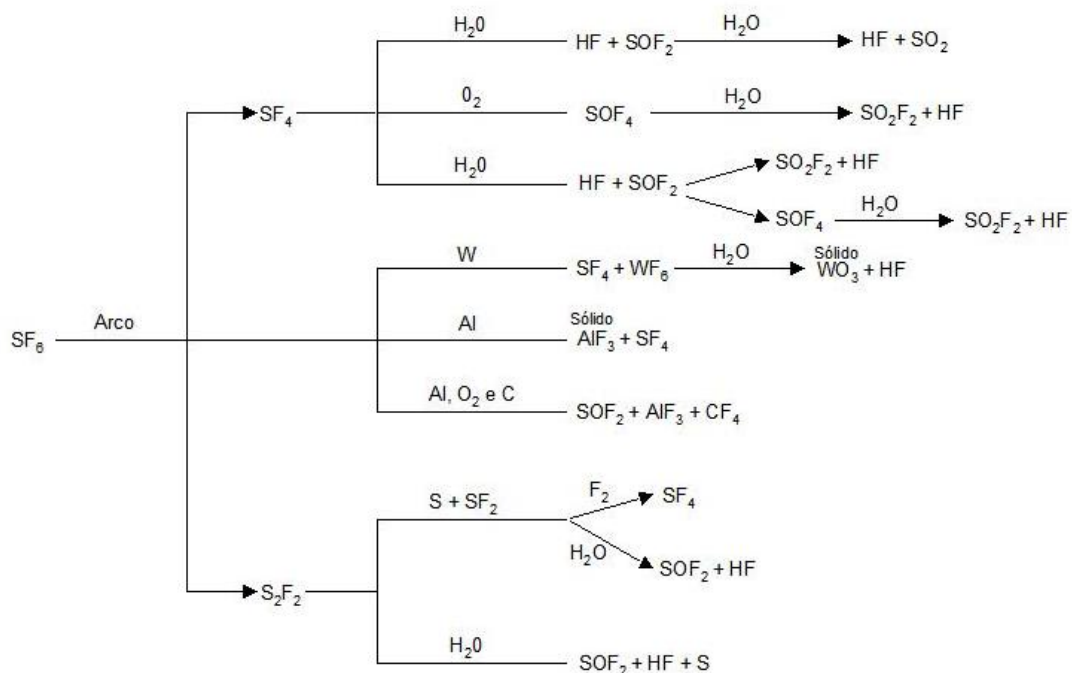 H₂0
HF + SOF₂
H₂O
HF + SO₂
SF₄
0₂
SOF₄
H₂O
SO₂F₂ + HF
H₂0
HF + SOF₂
SO₂F₂ + HF
SOF₄
H₂O
SO₂F₂ + HF
SF₆
Arco
W
SF₄ + WF₆
H₂O
Sólido
WO₃ + HF
Al
Sólido
AlF₃ + SF₄
Al, O₂ e C
SOF₂ + AlF₃ + CF₄
S₂F₂
S + SF₂
F₂
SF₄
H₂O
SOF₂ + HF
H₂0
SOF₂ + HF + S